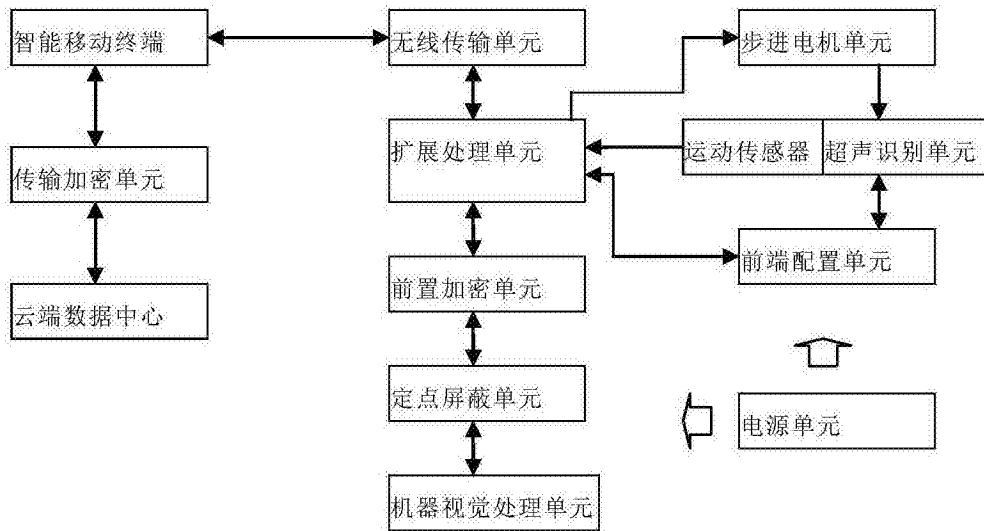 智能移动终端
无线传输单元
步进电机单元
扩展处理单元
运动传感器
超声识别单元
传输加密单元
前端配置单元
前置加密单元
云端数据中心
定点屏蔽单元
电源单元
机器视觉处理单元